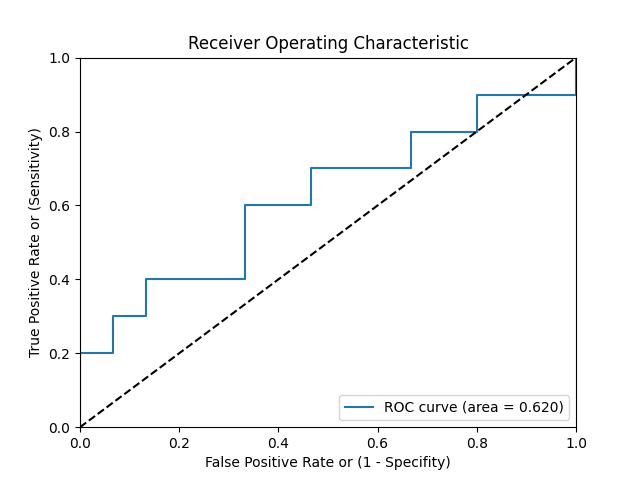 Receiver Operating Characteristic
1.0
0.8
0.6
0.4
0.2
0.0
True Positive Rate or (Sensitivity)
ROC curve (area = 0.620)
0.0 0.2 0.4 0.6 0.8 1.0
False Positive Rate or (1 - Specifity)